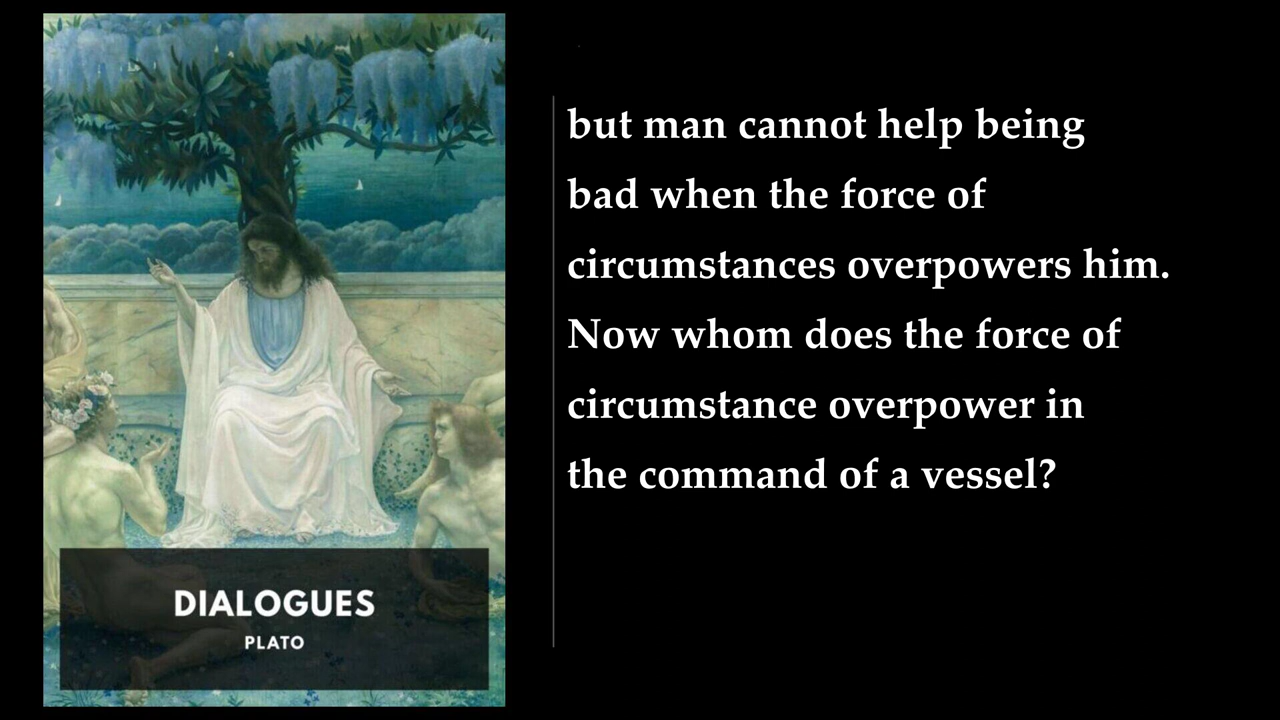 DIALOGUES
PLATO
but man cannot help being
bad when the force of
circumstances overpowers him.
Now whom does the force of
circumstance overpower in
the command of a vessel?